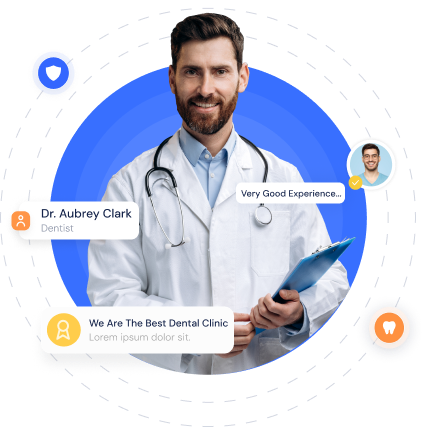 Very Good Experience...
Dr. Aubrey Clark
Dentist
We Are The Best Dental Clinic
Lorem ipsum dolor sit.